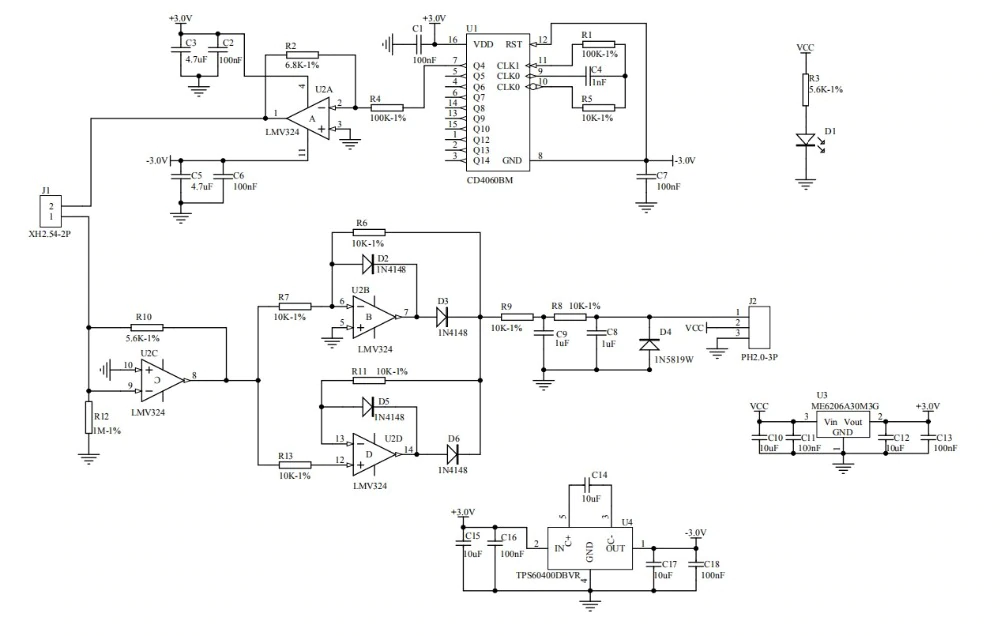 +3.0V
C3
4.7uF
C2
100nF
R2
6.8K-1%
4
U2A
1
2
A
3
LMV324
11
R4
100K-1%
-3.0V
C5
4.7uF
C6
100nF
+3.0V
C1
100nF
U1
16 VDD RST 12
7 Q4 CLK1 11
5 Q5 CLK0 9
4 Q6 CLK0 10
6 Q7
14 Q8
13 Q9
15 Q10
1 Q12
2 Q13
3 Q14 GND 8
CD4060BM
R1
100K-1%
C4
1nF
R5
10K-1%
-3.0V
C7
100nF
VCC
R3
5.6K-1%
D1
J1
2
1
XH2.54-2P
R6
10K-1%
D2
1N4148
U2B
6
B
5
7
LMV324
R7
10K-1%
D3
1N4148
R9
10K-1%
R8 10K-1%
C9
1uF
C8
1uF
D4
1N5819W
J2
1
VCC 2
3
PH2.0-3P
R10
5.6K-1%
U2C
10
C
9
8
LMV324
R12
1M-1%
R11 10K-1%
D5
1N4148
U2D
13
D
12
14
LMV324
R13
10K-1%
D6
1N4148
U3
ME6206A30M3G
VCC
3 Vin Vout 2
GND
1
+3.0V
C10
10uF
C11
100nF
C12
10uF
C13
100nF
C14
10uF
+3.0V
C15
10uF
C16
100nF
5
3
U4
2 IN C+ GND C- OUT 1
4
TPS60400DBVR
-3.0V
C17
10uF
C18
100nF